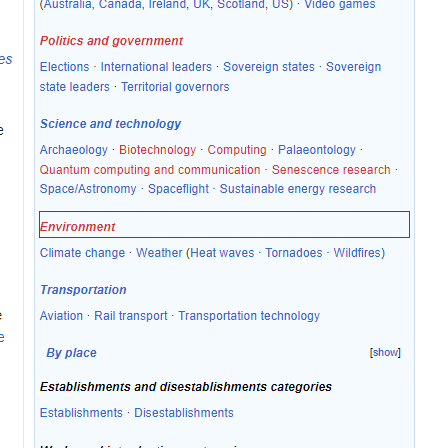 (Australia, Canada, Ireland, UK, Scotland, US) · Video games
Politics and government
es
Elections · International leaders · Sovereign states · Sovereign
state leaders · Territorial governors
Science and technology
e
Archaeology · Biotechnology · Computing · Palaeontology ·
Quantum computing and communication · Senescence research ·
Space/Astronomy · Spaceflight · Sustainable energy research
Environment
Climate change · Weather (Heat waves · Tornadoes · Wildfires)
Transportation
e
Aviation · Rail transport · Transportation technology
e
By place [show]
Establishments and disestablishments categories
Establishments · Disestablishments